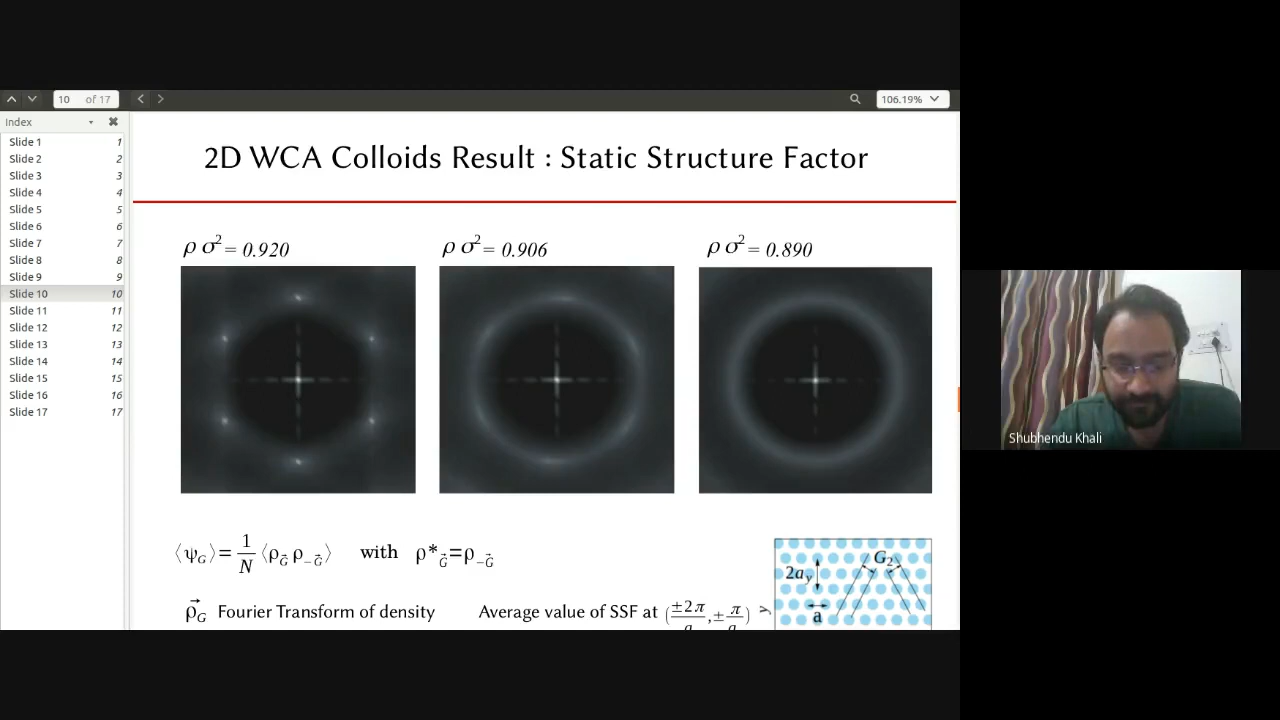 10 of 17
106.19%
Index
Slide 1 1
Slide 2 2
Slide 3 3
Slide 4 4
Slide 5 5
Slide 6 6
Slide 7 7
Slide 8 8
Slide 9 9
Slide 10 10
Slide 11 11
Slide 12 12
Slide 13 13
Slide 14 14
Slide 15 15
Slide 16 16
Slide 17 17
2D WCA Colloids Result : Static Structure Factor
ρ σ² = 0.920
ρ σ² = 0.906
ρ σ² = 0.890
⟨ψ_G⟩ = 1/N ⟨ρ_G⃗ ρ_−G⃗⟩ with ρ*_G⃗ = ρ_−G⃗
ρ⃗_G Fourier Transform of density Average value of SSF at (±2π/a, ±π/a)
G₂
2a_y
a
Shubhendu Khali